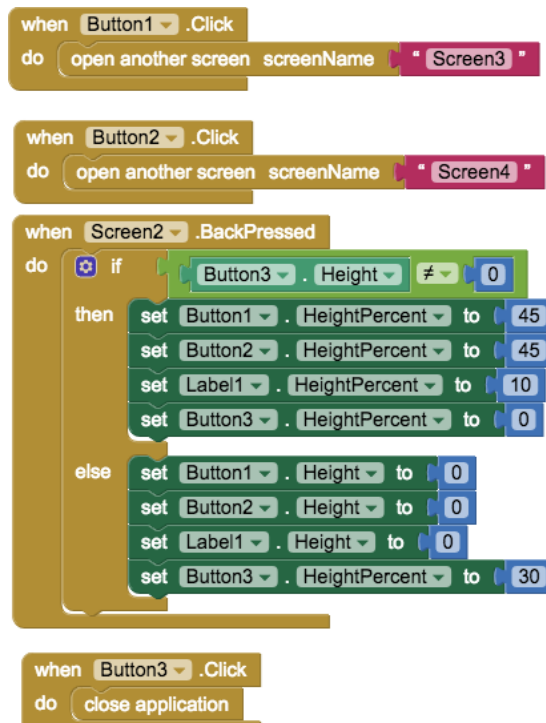 when Button1 .Click
do open another screen screenName " Screen3 "
when Button2 .Click
do open another screen screenName " Screen4 "
when Screen2 .BackPressed
do if Button3 . Height ≠ 0
then set Button1 . HeightPercent to 45
set Button2 . HeightPercent to 45
set Label1 . HeightPercent to 10
set Button3 . HeightPercent to 0
else set Button1 . Height to 0
set Button2 . Height to 0
set Label1 . Height to 0
set Button3 . HeightPercent to 30
when Button3 .Click
do close application